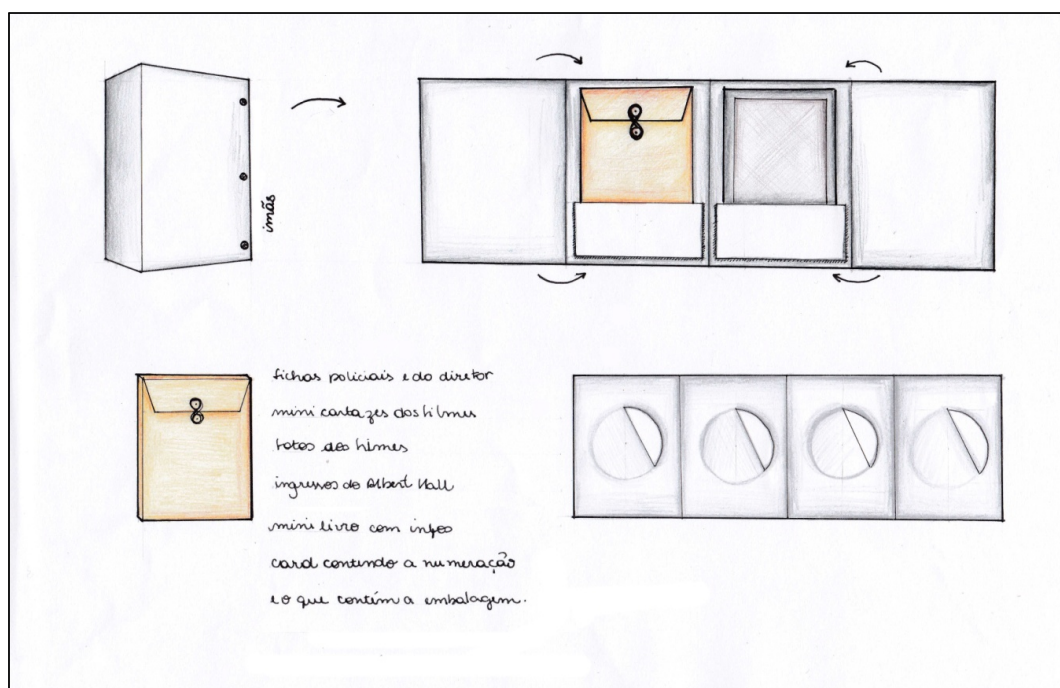 imãs
fichas policiais e do diretor
mini cartazes dos filmes
fotos dos filmes
ingressos do Albert Hall
mini livro com infos
card contendo a numeração
e o que contém a embalagem.